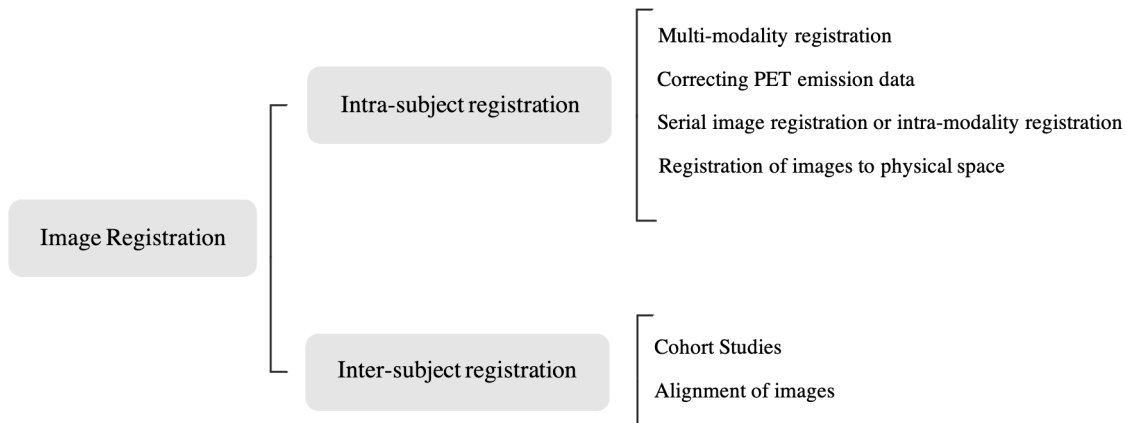 Image Registration
Intra-subject registration
Multi-modality registration
Correcting PET emission data
Serial image registration or intra-modality registration
Registration of images to physical space
Inter-subject registration
Cohort Studies
Alignment of images